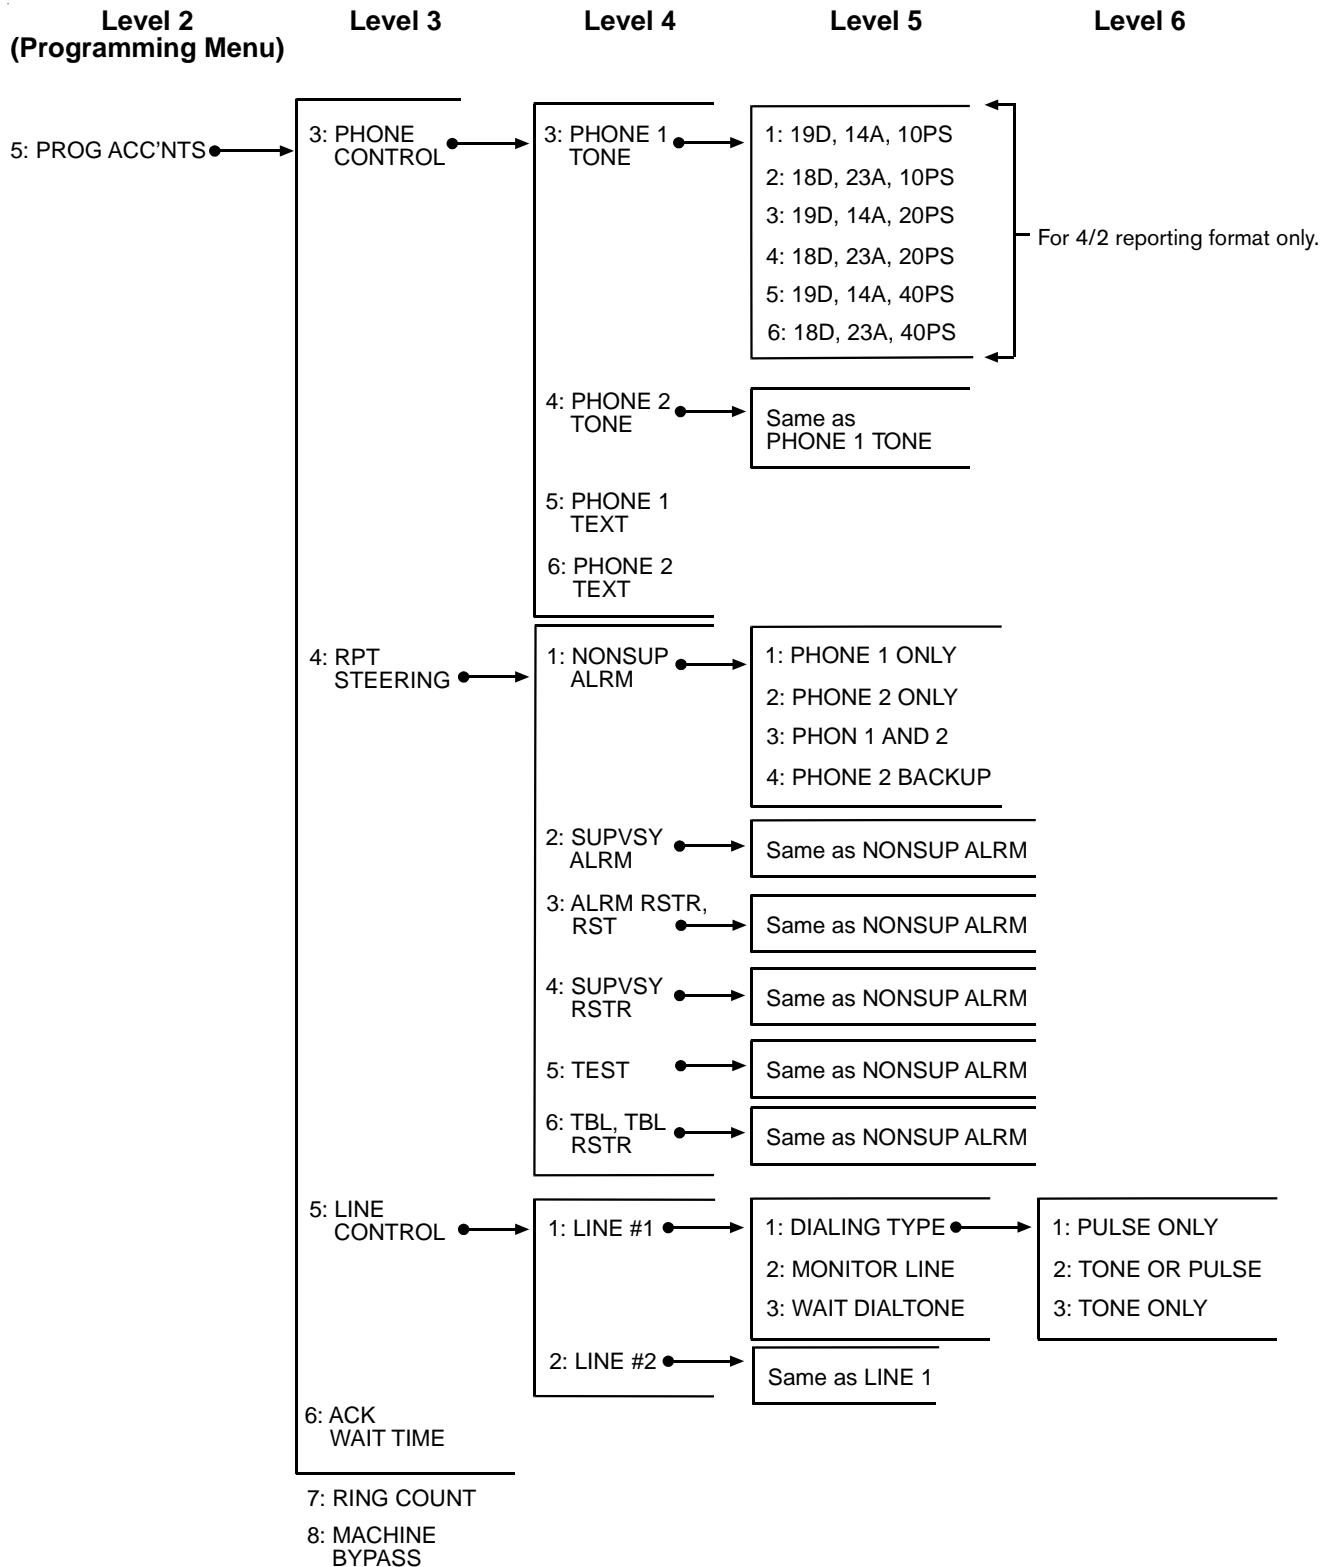 Level 2
(Programming Menu)
Level 3
Level 4
Level 5
Level 6
5: PROG ACC'NTS
3: PHONE
CONTROL
3: PHONE 1
TONE
1: 19D, 14A, 10PS
2: 18D, 23A, 10PS
3: 19D, 14A, 20PS
4: 18D, 23A, 20PS
5: 19D, 14A, 40PS
6: 18D, 23A, 40PS
For 4/2 reporting format only.
4: PHONE 2
TONE
Same as
PHONE 1 TONE
5: PHONE 1
TEXT
6: PHONE 2
TEXT
4: RPT
STEERING
1: NONSUP
ALRM
1: PHONE 1 ONLY
2: PHONE 2 ONLY
3: PHON 1 AND 2
4: PHONE 2 BACKUP
2: SUPVSY
ALRM
Same as NONSUP ALRM
3: ALRM RSTR,
RST
Same as NONSUP ALRM
4: SUPVSY
RSTR
Same as NONSUP ALRM
5: TEST
Same as NONSUP ALRM
6: TBL, TBL
RSTR
Same as NONSUP ALRM
5: LINE
CONTROL
1: LINE #1
1: DIALING TYPE
2: MONITOR LINE
3: WAIT DIALTONE
1: PULSE ONLY
2: TONE OR PULSE
3: TONE ONLY
2: LINE #2
Same as LINE 1
6: ACK
WAIT TIME
7: RING COUNT
8: MACHINE
BYPASS